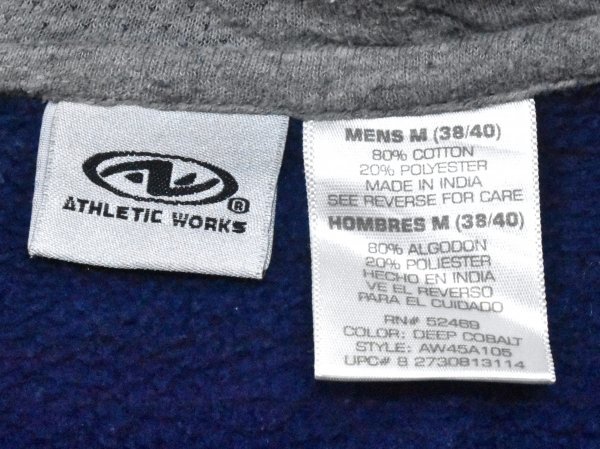 ATHLETIC WORKS ®
MENS M (38/40)
80% COTTON
20% POLYESTER
MADE IN INDIA
SEE REVERSE FOR CARE
HOMBRES M (38/40)
80% ALGODON
20% POLIESTER
HECHO EN INDIA
VE EL REVERSO
PARA EL CUIDADO
RN# 52469
COLOR: DEEP COBALT
STYLE: AW45A105
UPC# 8 2730813114